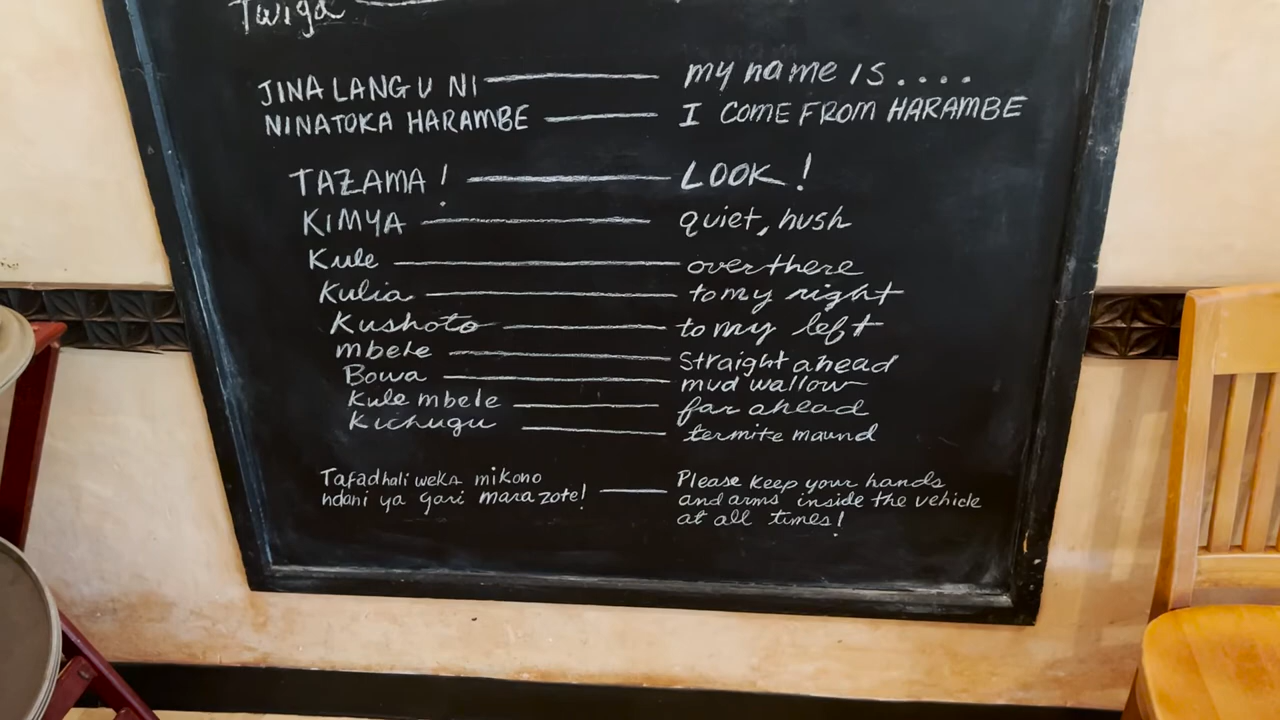 Twiga
JINA LANGU NI my name is....
NINATOKA HARAMBE I COME FROM HARAMBE
TAZAMA! LOOK!
KIMYA quiet, hush
Kule over there
Kulia to my right
Kushoto to my left
mbele straight ahead
Bowa mud wallow
Kule mbele far ahead
Kichugu termite maund
Tafadhali weka mikono Please keep your hands
ndani ya gari mara zote! and arms inside the vehicle
at all times!